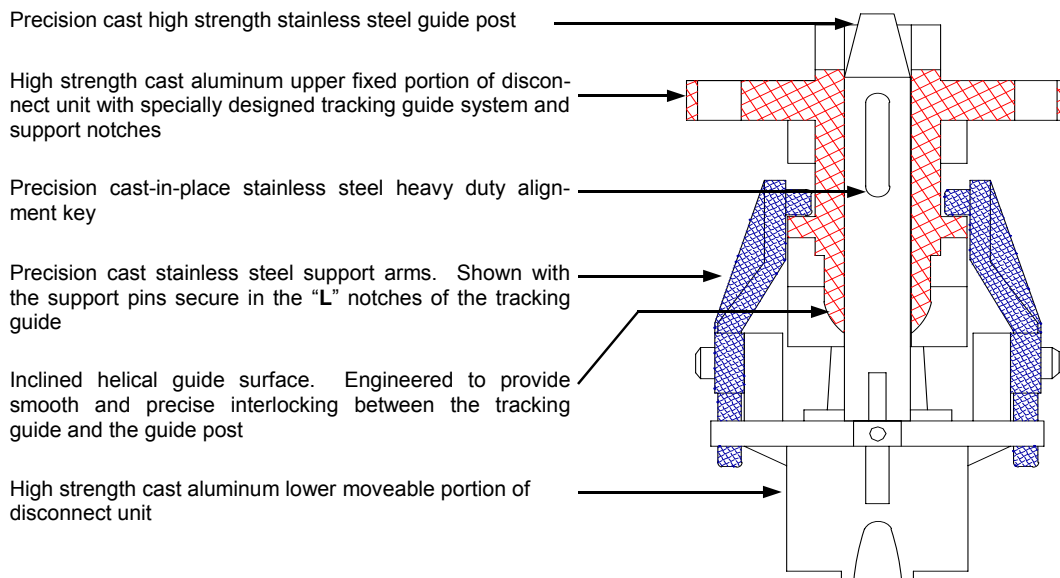 Precision cast high strength stainless steel guide post
High strength cast aluminum upper fixed portion of discon-
nect unit with specially designed tracking guide system and
support notches
Precision cast-in-place stainless steel heavy duty align-
ment key
Precision cast stainless steel support arms. Shown with
the support pins secure in the “L” notches of the tracking
guide
Inclined helical guide surface. Engineered to provide
smooth and precise interlocking between the tracking
guide and the guide post
High strength cast aluminum lower moveable portion of
disconnect unit